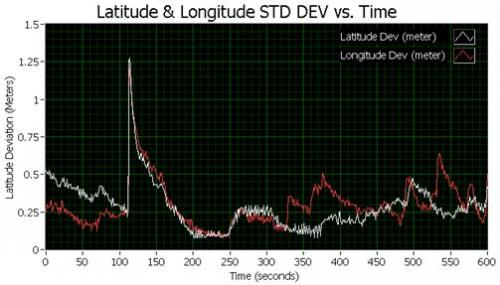 Latitude & Longitude STD DEV vs. Time
Latitude Dev (meter)
Longitude Dev (meter)
Latitude Deviation (Meters)
1.5
1.25
1
0.75
0.5
0.25
0
0 50 100 150 200 250 300 350 400 450 500 550 600
Time (seconds)